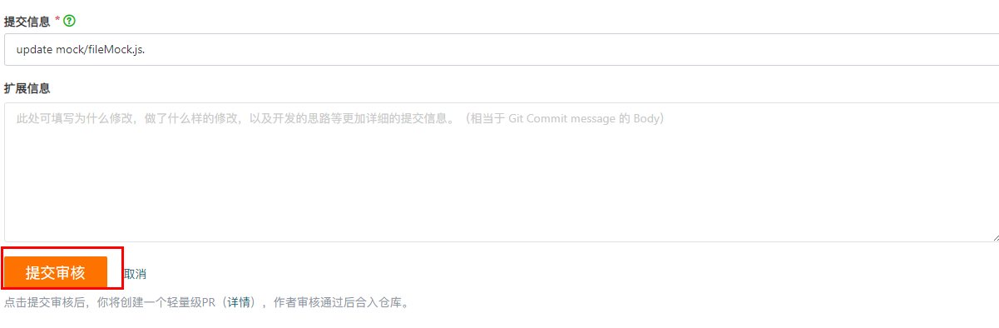 提交信息 * ?
update mock/fileMock.js.
扩展信息
此处可填写为什么修改，做了什么样的修改，以及开发的思路等更加详细的提交信息。（相当于 Git Commit message 的 Body）
提交审核 取消
点击提交审核后，你将创建一个轻量级PR（详情），作者审核通过后合入仓库。